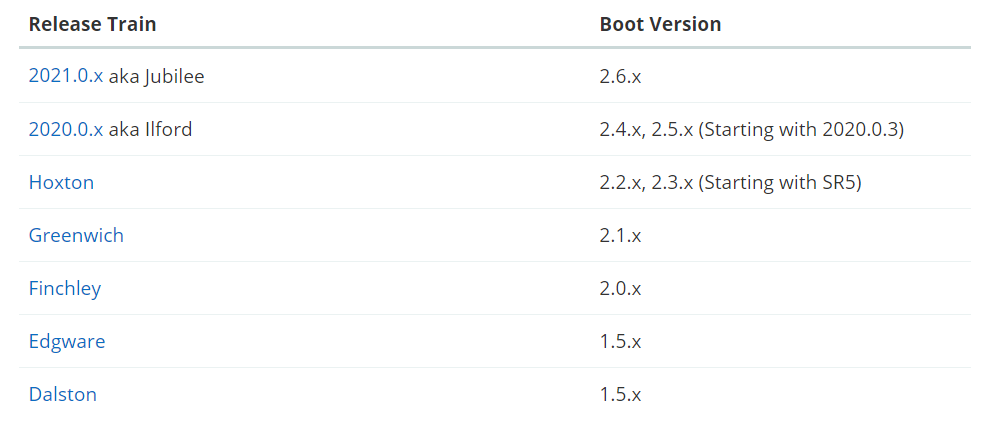 Release Train Boot Version
2021.0.x aka Jubilee 2.6.x
2020.0.x aka Ilford 2.4.x, 2.5.x (Starting with 2020.0.3)
Hoxton 2.2.x, 2.3.x (Starting with SR5)
Greenwich 2.1.x
Finchley 2.0.x
Edgware 1.5.x
Dalston 1.5.x